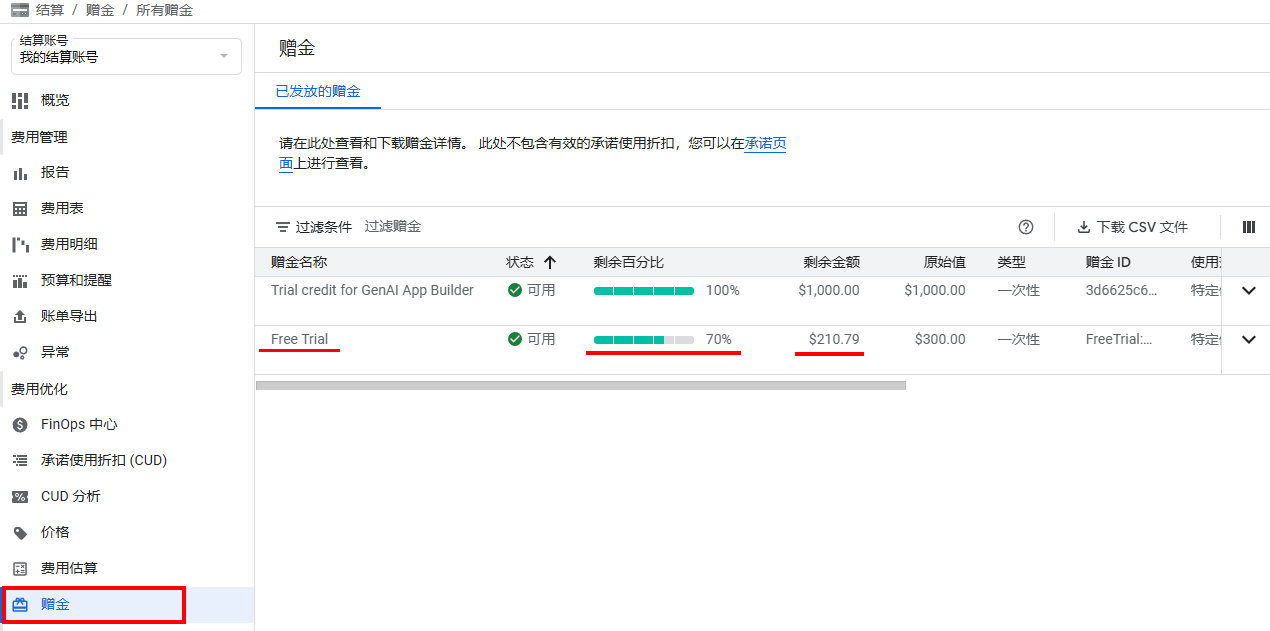 结算 / 赠金 / 所有赠金
结算账号
我的结算账号
概览
费用管理
报告
费用表
费用明细
预算和提醒
账单导出
异常
费用优化
FinOps 中心
承诺使用折扣 (CUD)
CUD 分析
价格
费用估算
赠金
赠金
已发放的赠金
请在此处查看和下载赠金详情。 此处不包含有效的承诺使用折扣，您可以在承诺页
面上进行查看。
过滤条件 过滤赠金 下载 CSV 文件
赠金名称 状态 剩余百分比 剩余金额 原始值 类型 赠金 ID 使用
Trial credit for GenAI App Builder 可用 100% $1,000.00 $1,000.00 一次性 3d6625c6... 特定
Free Trial 可用 70% $210.79 $300.00 一次性 FreeTrial:... 特定